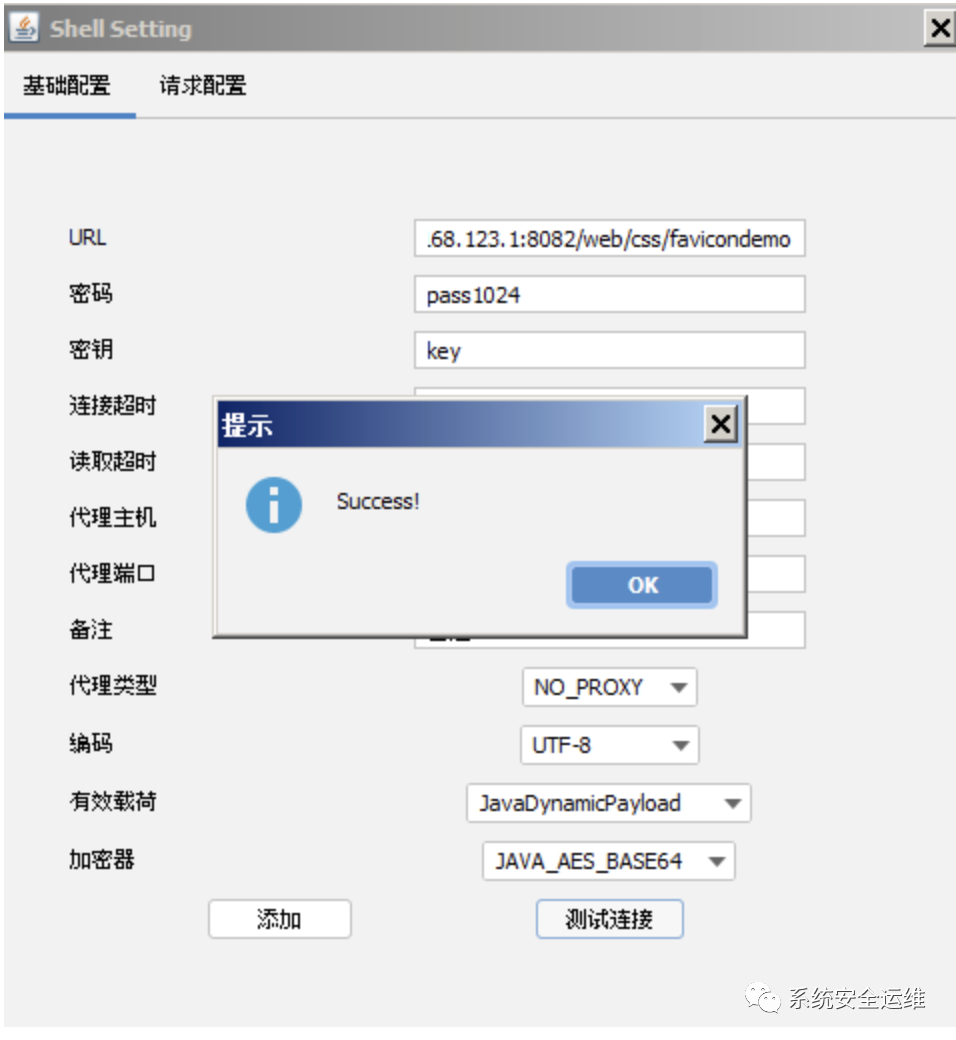 Shell Setting
基础配置 请求配置
URL .68.123.1:8082/web/css/favicondemo
密码 pass1024
密钥 key
连接超时
提示
读取超时
Success!
代理主机
代理端口
OK
备注
代理类型 NO_PROXY
编码 UTF-8
有效载荷 JavaDynamicPayload
加密器 JAVA_AES_BASE64
添加 测试连接
系统安全运维